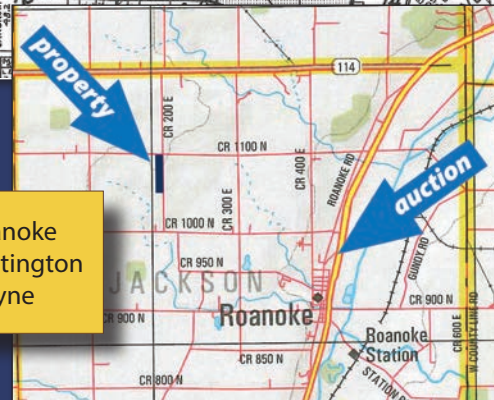 property
114
CR 200 E
CR 1100 N
CR 400 E
ROANOKE RD
auction
CR 1000 N
CR 300 E
GUNDY RD
noke
tington
yne
CR 950 N
JACKSON
CR 900 N
Roanoke
CR 900 N
CR 600 E
W COUNTY LINE RD
Roanoke
Station
CR 850 N
CR 800 N
STATION